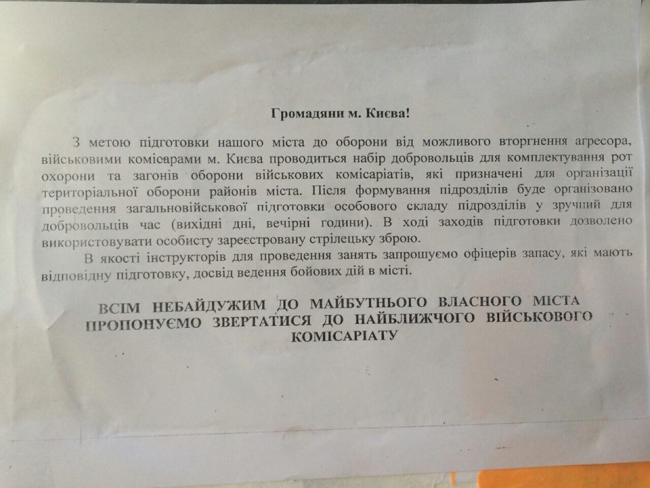 Громадяни м. Києва!
З метою підготовки нашого міста до оборони від можливого вторгнення агресора,
військовими комісарами м. Києва проводиться набір добровольців для комплектування рот
охорони та загонів оборони військових комісаріатів, які призначені для організації
територіальної оборони районів міста. Після формування підрозділів буде організовано
проведення загальновійськової підготовки особового складу підрозділів у зручний для
добровольців час (вихідні дні, вечірні години). В ході заходів підготовки дозволено
використовувати особисту зареєстровану стрілецьку зброю.
В якості інструкторів для проведення занять запрошуємо офіцерів запасу, які мають
відповідну підготовку, досвід ведення бойових дій в місті.
ВСІМ НЕБАЙДУЖИМ ДО МАЙБУТНЬОГО ВЛАСНОГО МІСТА
ПРОПОНУЄМО ЗВЕРТАТИСЯ ДО НАЙБЛИЖЧОГО ВІЙСЬКОВОГО
КОМІСАРІАТУ